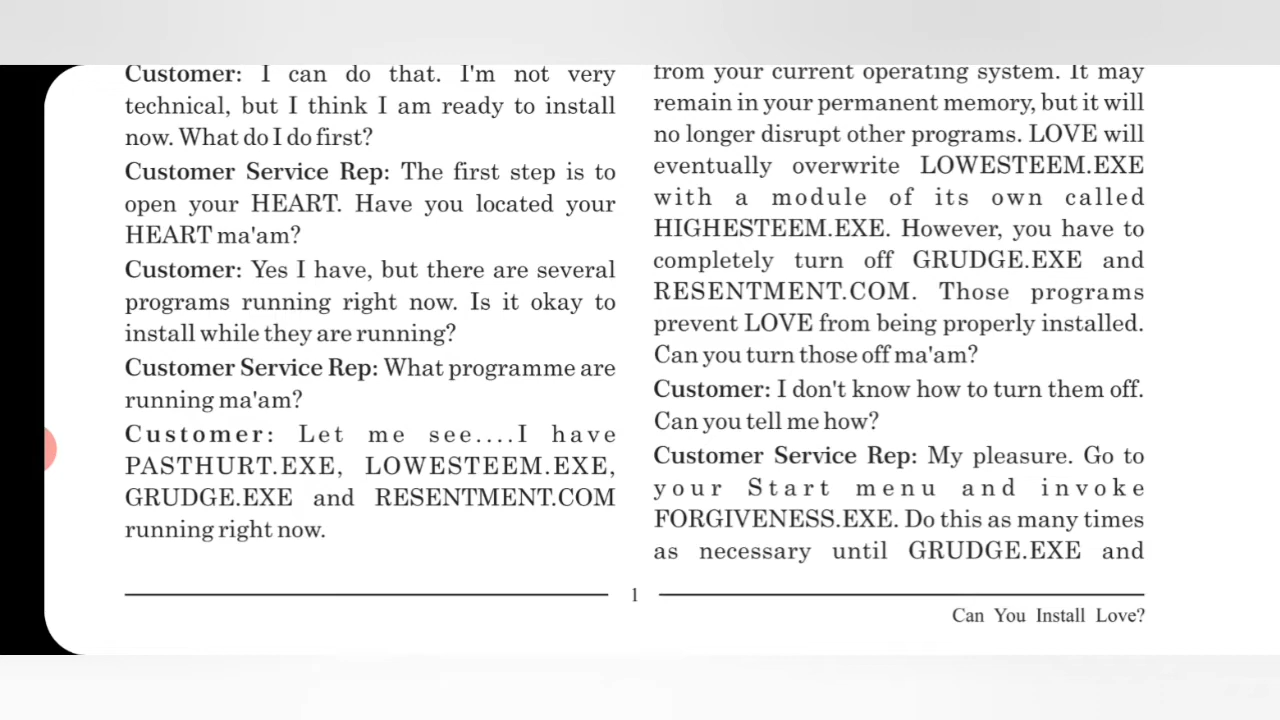 Customer: I can do that. I'm not very
technical, but I think I am ready to install
now. What do I do first?
Customer Service Rep: The first step is to
open your HEART. Have you located your
HEART ma'am?
Customer: Yes I have, but there are several
programs running right now. Is it okay to
install while they are running?
Customer Service Rep: What programme are
running ma'am?
Customer: Let me see....I have
PASTHURT.EXE, LOWESTEEM.EXE,
GRUDGE.EXE and RESENTMENT.COM
running right now.
from your current operating system. It may
remain in your permanent memory, but it will
no longer disrupt other programs. LOVE will
eventually overwrite LOWESTEEM.EXE
with a module of its own called
HIGHESTEEM.EXE. However, you have to
completely turn off GRUDGE.EXE and
RESENTMENT.COM. Those programs
prevent LOVE from being properly installed.
Can you turn those off ma'am?
Customer: I don't know how to turn them off.
Can you tell me how?
Customer Service Rep: My pleasure. Go to
your Start menu and invoke
FORGIVENESS.EXE. Do this as many times
as necessary until GRUDGE.EXE and
1
Can You Install Love?